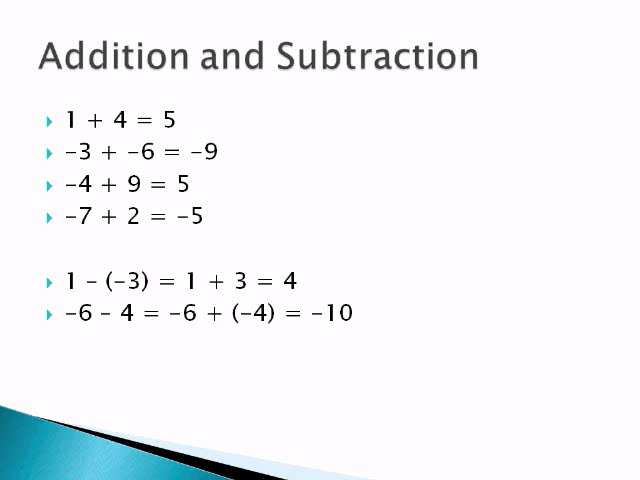 Addition and Subtraction
1 + 4 = 5
-3 + -6 = -9
-4 + 9 = 5
-7 + 2 = -5
1 – (-3) = 1 + 3 = 4
-6 – 4 = -6 + (-4) = -10